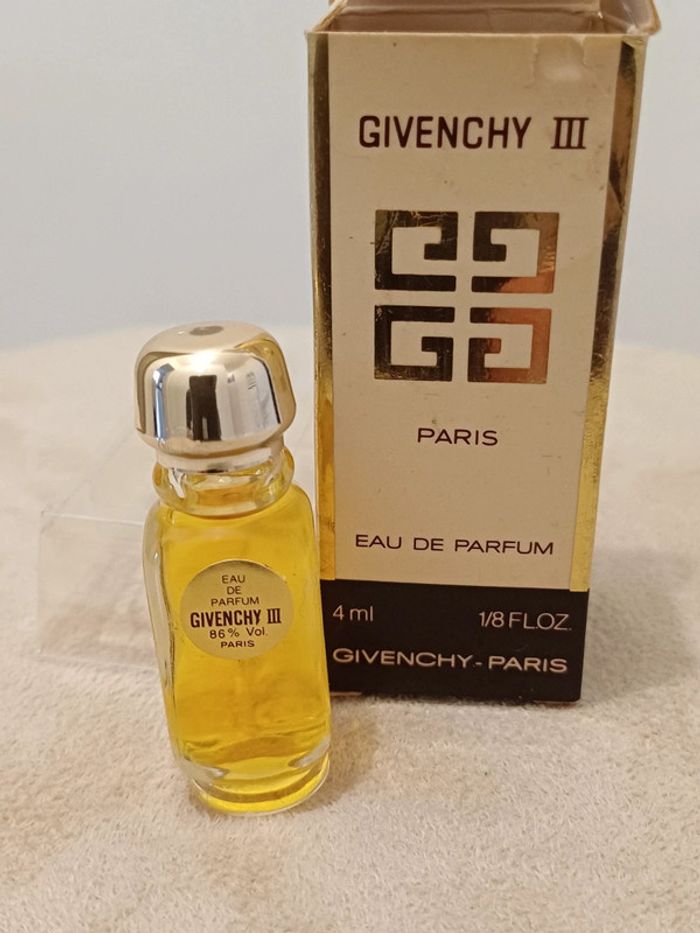 GIVENCHY III
PARIS
EAU DE PARFUM
4 ml 1/8 FL.OZ.
GIVENCHY-PARIS
EAU
DE
PARFUM
GIVENCHY III
86% Vol.
PARIS